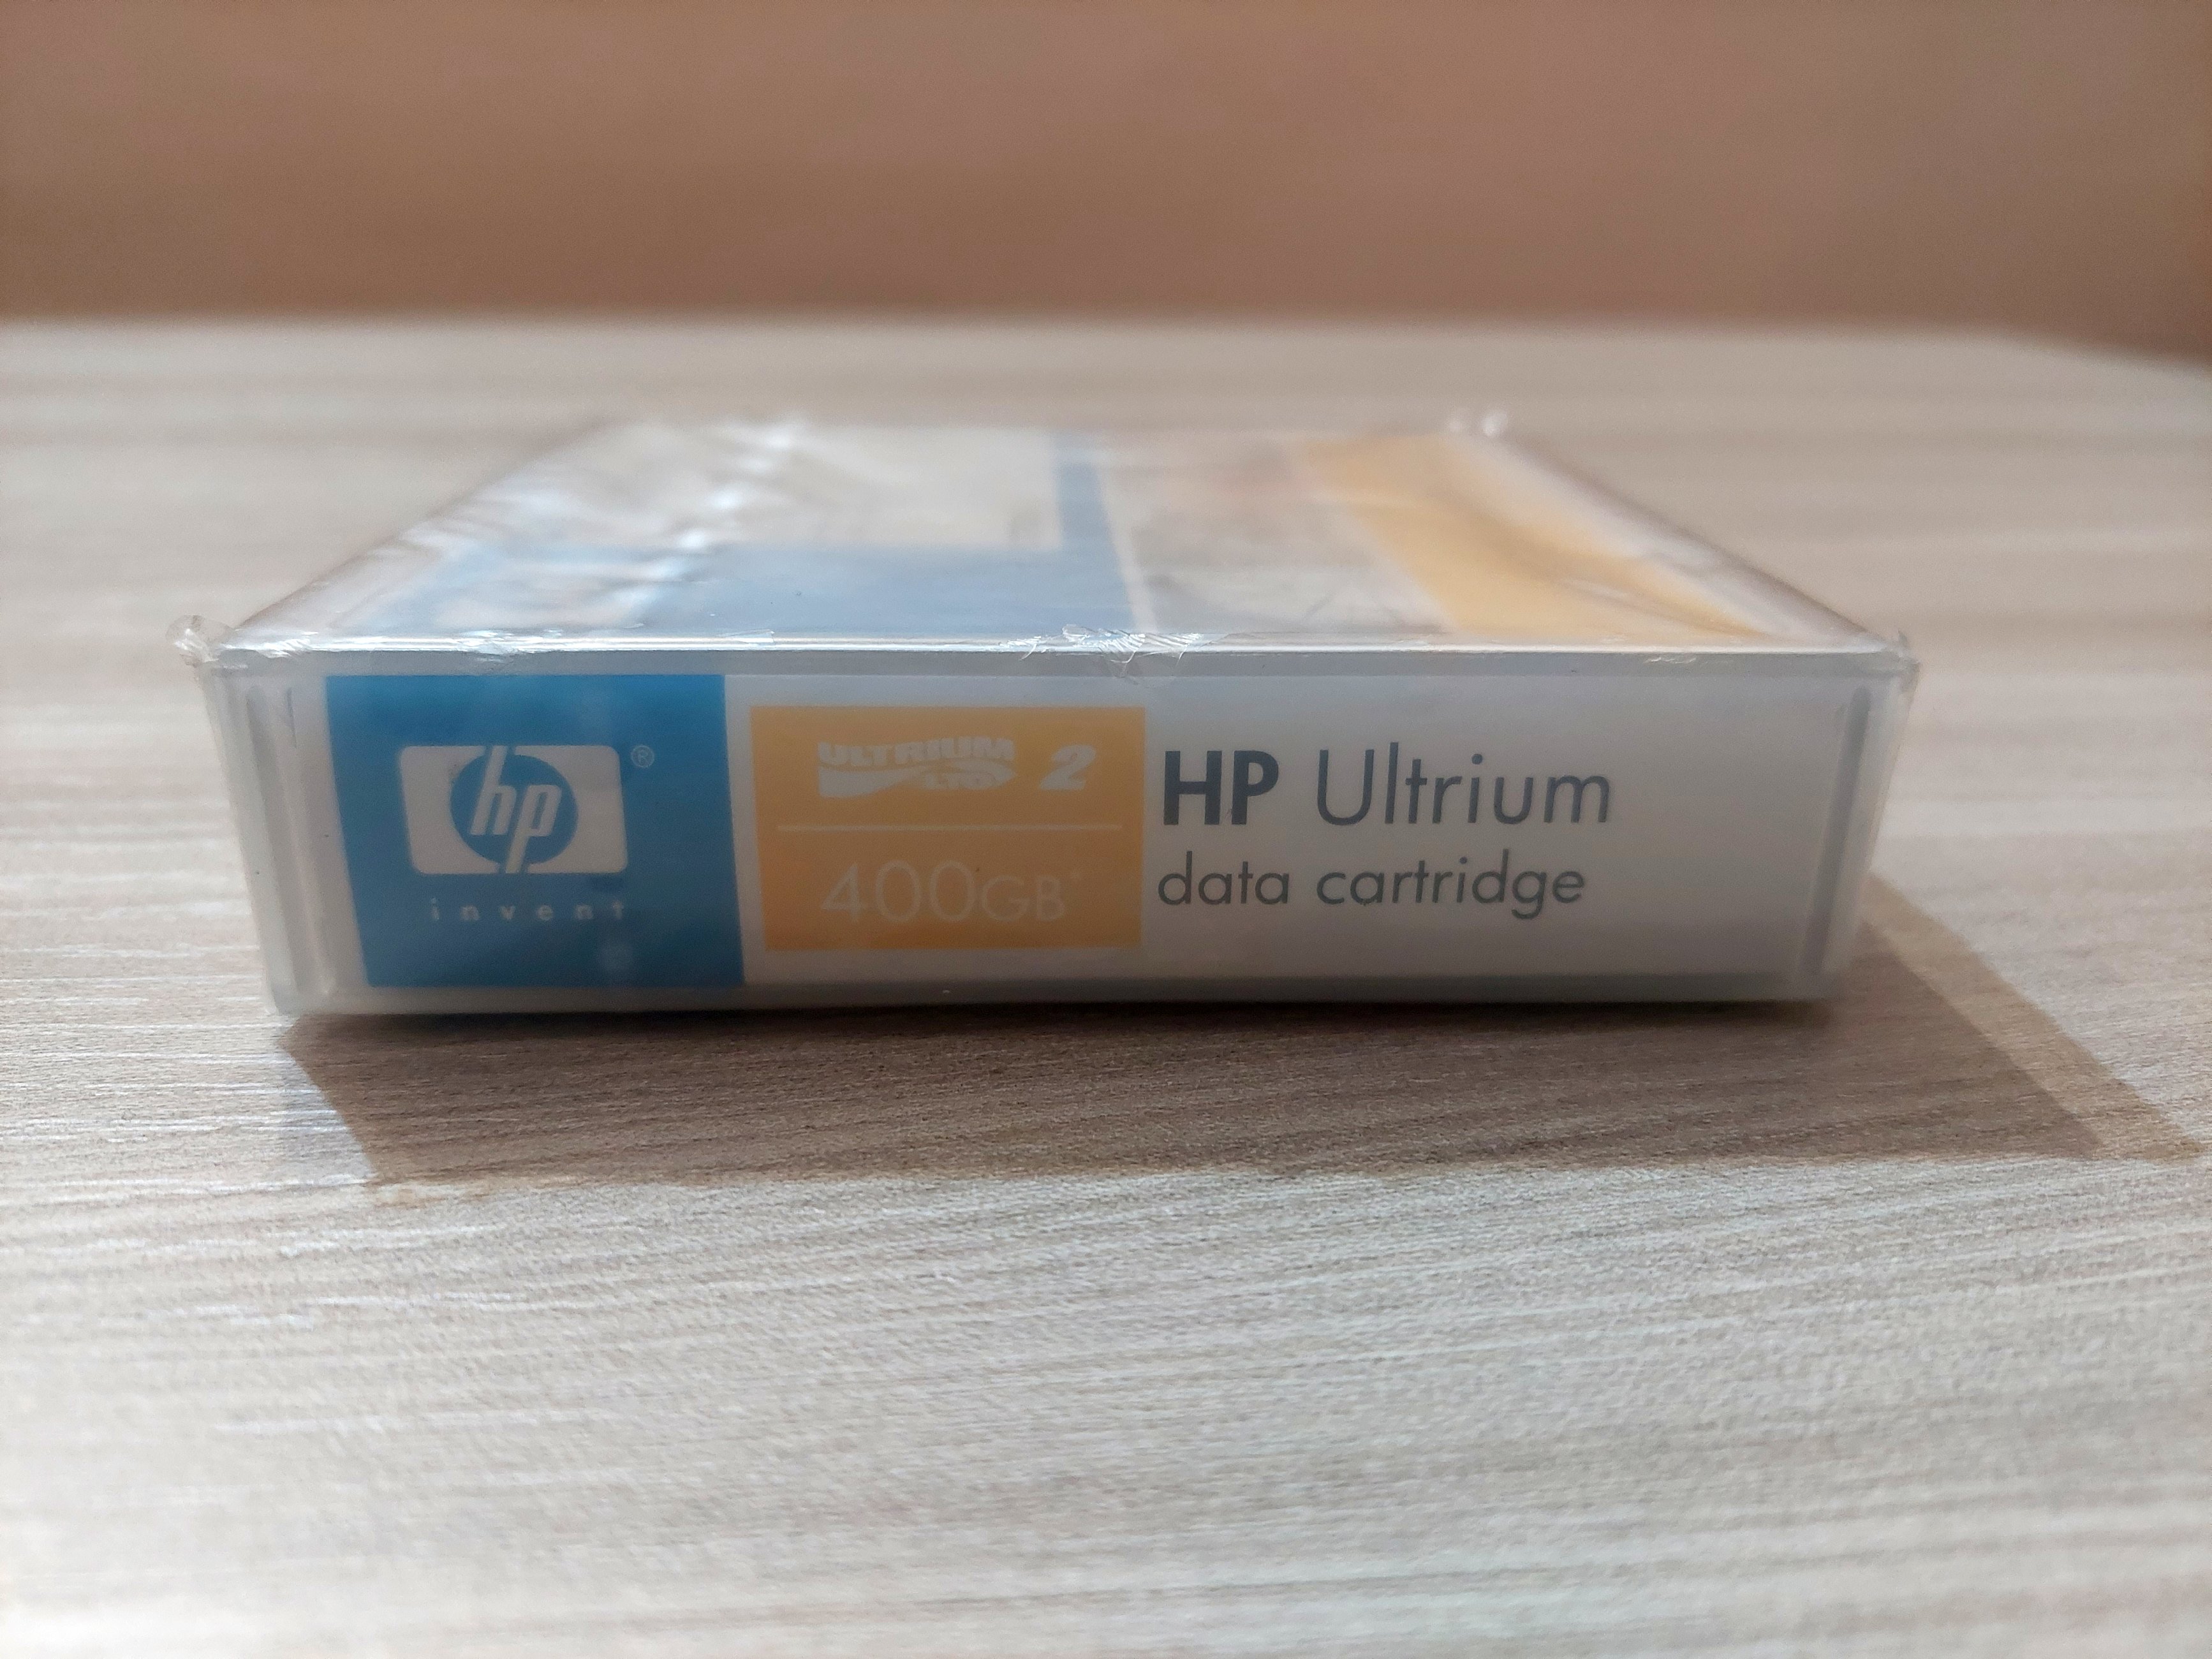 hp®
invent
ULTRIUM
LTO 2
400GB*
HP Ultrium
data cartridge